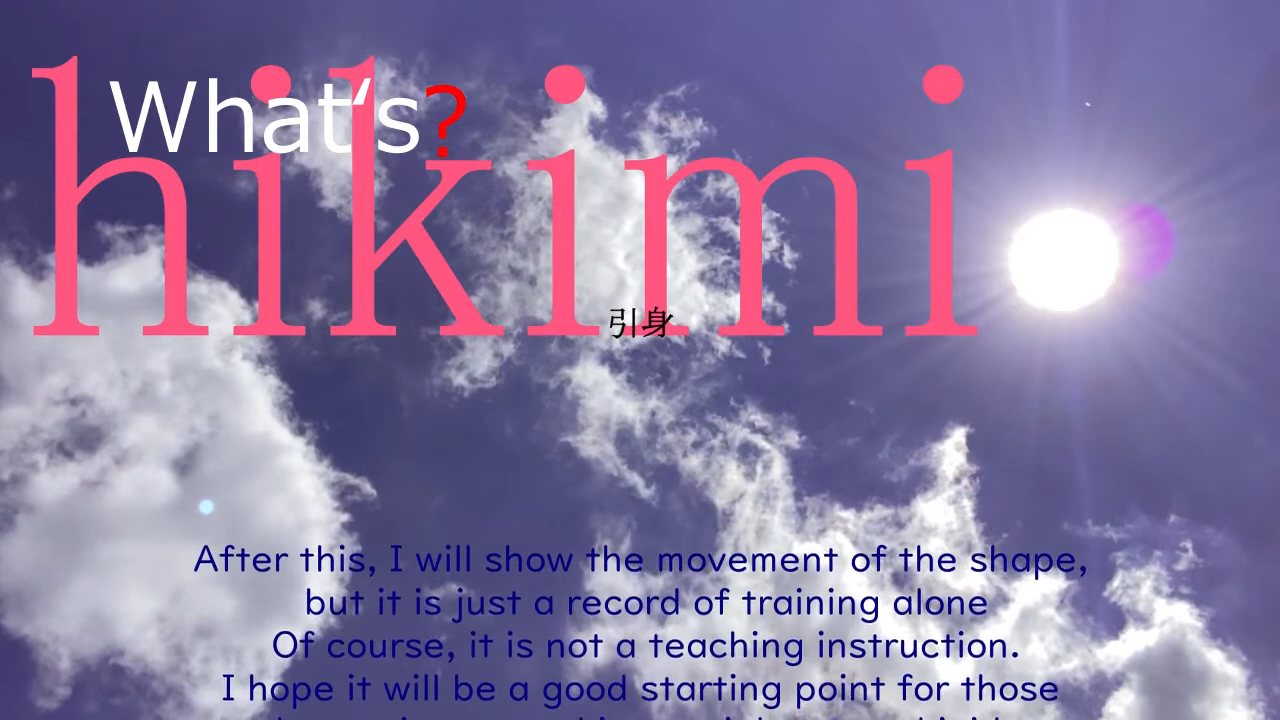 What‘s?
hikimi
引身
After this, I will show the movement of the shape,
but it is just a record of training alone
Of course, it is not a teaching instruction.
I hope it will be a good starting point for those